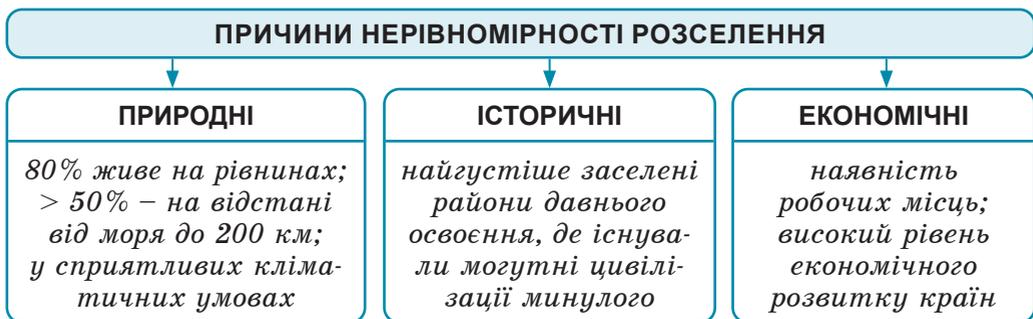 ПРИЧИНИ НЕРІВНОМІРНОСТІ РОЗСЕЛЕННЯ
ПРИРОДНІ
80% живе на рівнинах;
> 50% – на відстані
від моря до 200 км;
у сприятливих кліма-
тичних умовах
ІСТОРИЧНІ
найгустіше заселені
райони давнього
освоєння, де існува-
ли могутні цивілі-
зації минулого
ЕКОНОМІЧНІ
наявність
робочих місць;
високий рівень
економічного
розвитку країн